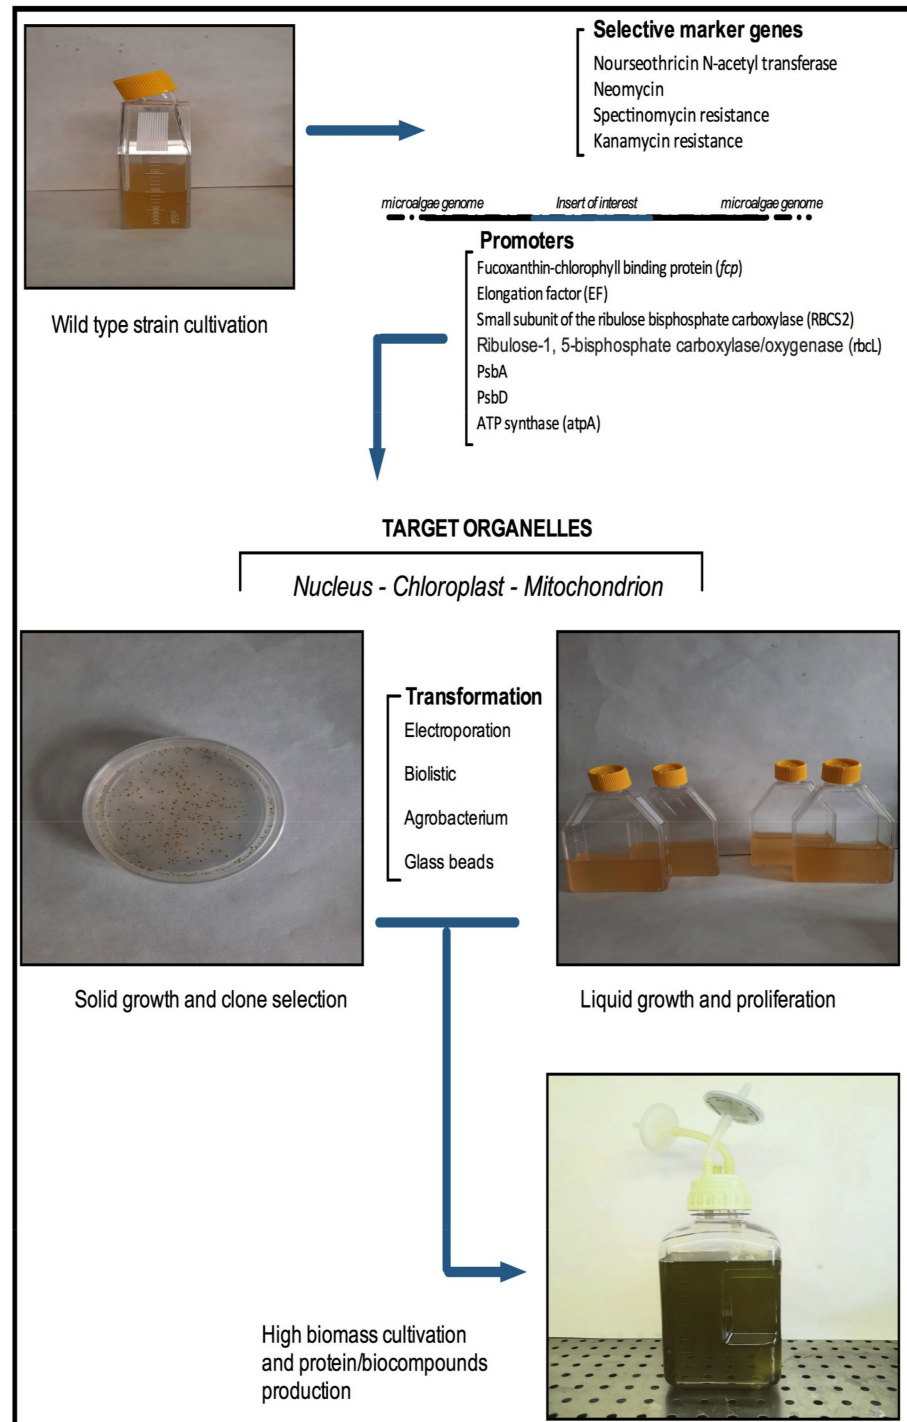 Selective marker genes
Nourseothricin N-acetyl transferase
Neomycin
Spectinomycin resistance
Kanamycin resistance
microalgae genome
Insert of interest
microalgae genome
Promoters
Fucoxanthin-chlorophyll binding protein (fcp)
Elongation factor (EF)
Small subunit of the ribulose bisphosphate carboxylase (RBCS2)
Ribulose-1, 5-bisphosphate carboxylase/oxygenase (rbcL)
PsbA
PsbD
ATP synthase (atpA)
Wild type strain cultivation
TARGET ORGANELLES
Nucleus - Chloroplast - Mitochondrion
Transformation
Electroporation
Biolistic
Agrobacterium
Glass beads
Solid growth and clone selection
Liquid growth and proliferation
High biomass cultivation
and protein/biocompounds
production